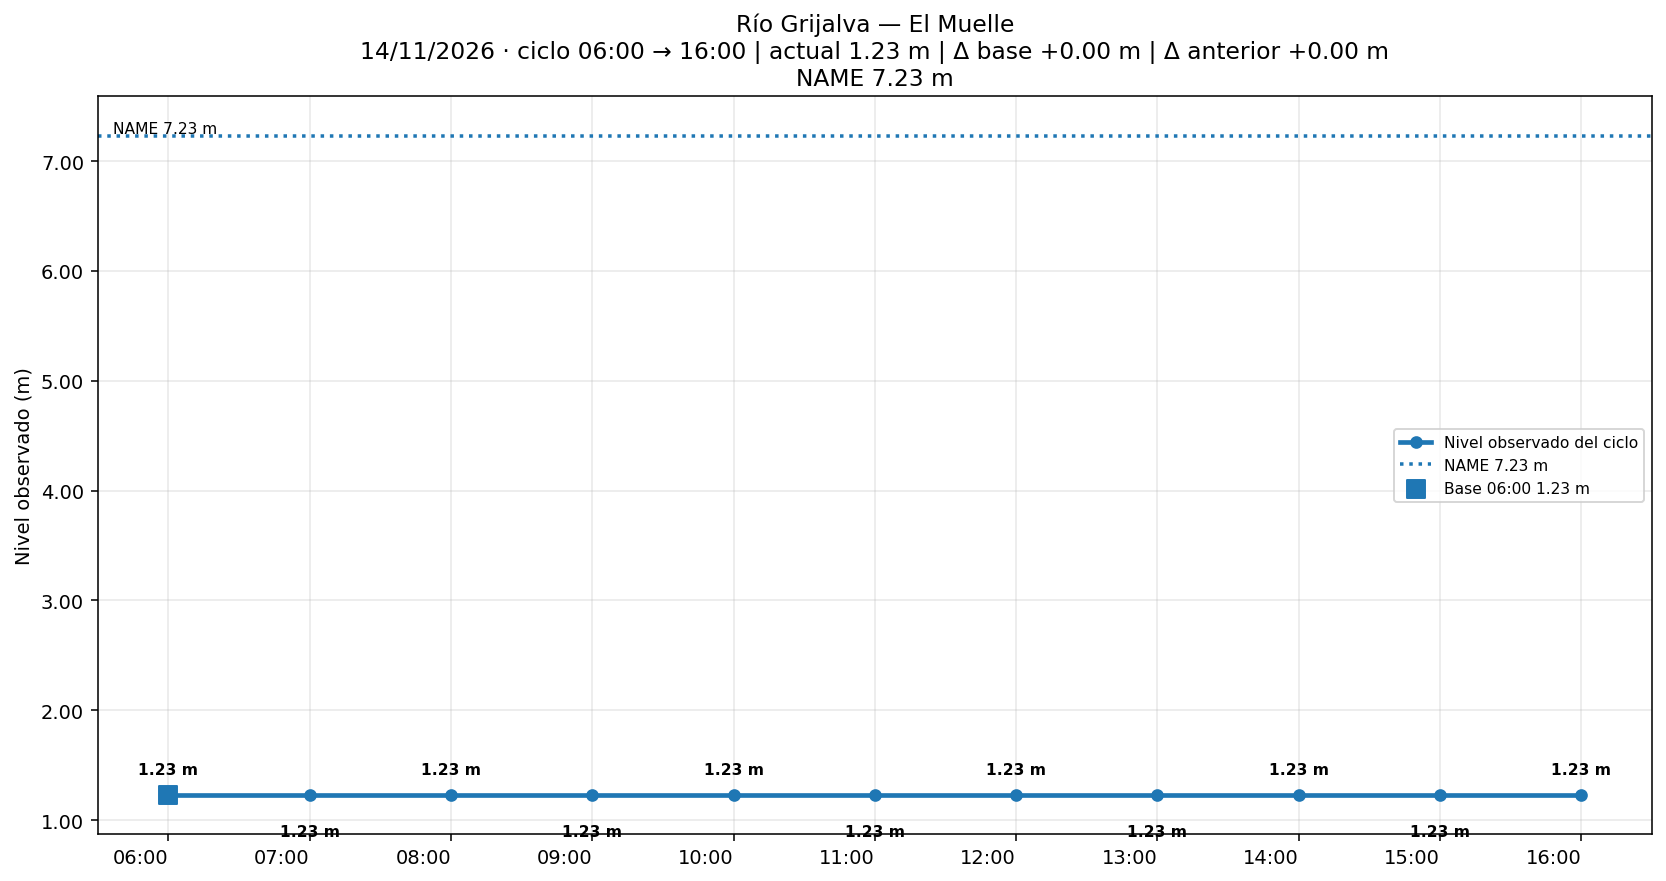 Río Grijalva — El Muelle
14/11/2026 · ciclo 06:00 → 16:00 | actual 1.23 m | Δ base +0.00 m | Δ anterior +0.00 m
NAME 7.23 m
NAME 7.23 m
7.00
6.00
5.00
4.00
3.00
2.00
1.00
Nivel observado (m)
Nivel observado del ciclo
NAME 7.23 m
Base 06:00 1.23 m
1.23 m 1.23 m 1.23 m 1.23 m 1.23 m 1.23 m
1.23 m 1.23 m 1.23 m 1.23 m 1.23 m
06:00 07:00 08:00 09:00 10:00 11:00 12:00 13:00 14:00 15:00 16:00